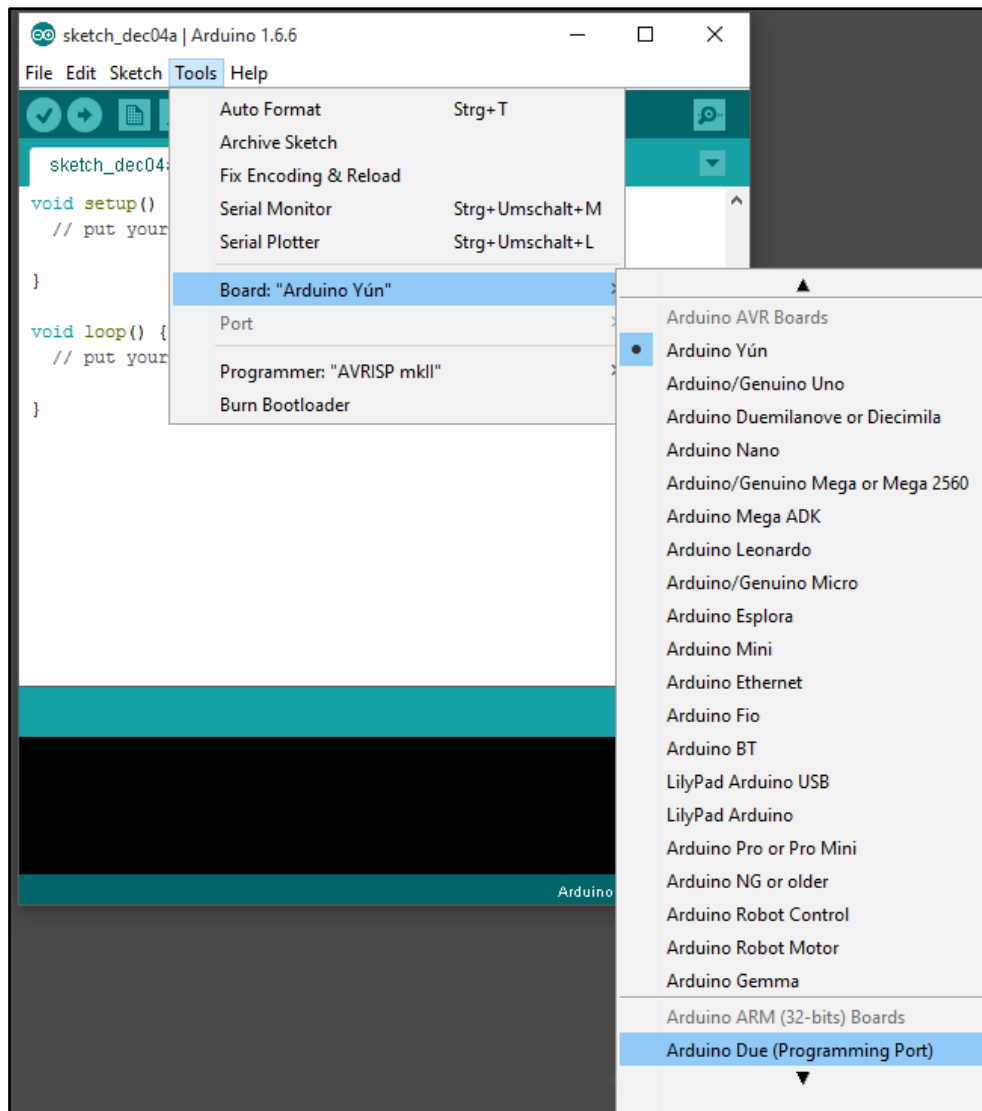 sketch_dec04a | Arduino 1.6.6
File Edit Sketch Tools Help
Auto Format Strg+T
Archive Sketch
Fix Encoding & Reload
Serial Monitor Strg+Umschalt+M
Serial Plotter Strg+Umschalt+L
Board: "Arduino Yún"
Port
Programmer: "AVRISP mkII"
Burn Bootloader
sketch_dec04a
void setup()
// put your
}
void loop() {
// put your
}
Arduino
Arduino AVR Boards
Arduino Yún
Arduino/Genuino Uno
Arduino Duemilanove or Diecimila
Arduino Nano
Arduino/Genuino Mega or Mega 2560
Arduino Mega ADK
Arduino Leonardo
Arduino/Genuino Micro
Arduino Esplora
Arduino Mini
Arduino Ethernet
Arduino Fio
Arduino BT
LilyPad Arduino USB
LilyPad Arduino
Arduino Pro or Pro Mini
Arduino NG or older
Arduino Robot Control
Arduino Robot Motor
Arduino Gemma
Arduino ARM (32-bits) Boards
Arduino Due (Programming Port)